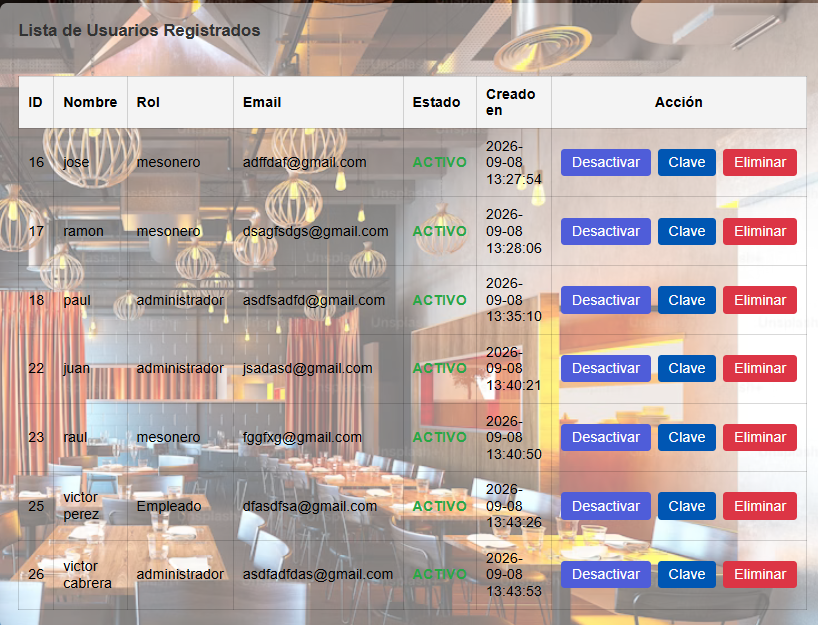 Lista de Usuarios Registrados
ID Nombre Rol Email Estado Creado en Acción
16 jose mesonero adffdaf@gmail.com ACTIVO 2026-09-08 13:27:54 Desactivar Clave Eliminar
17 ramon mesonero dsagfsdgs@gmail.com ACTIVO 2026-09-08 13:28:06 Desactivar Clave Eliminar
18 paul administrador asdfsadfd@gmail.com ACTIVO 2026-09-08 13:35:10 Desactivar Clave Eliminar
22 juan administrador jsadasd@gmail.com ACTIVO 2026-09-08 13:40:21 Desactivar Clave Eliminar
23 raul mesonero fggfxg@gmail.com ACTIVO 2026-09-08 13:40:50 Desactivar Clave Eliminar
25 victor perez Empleado dfasdfsa@gmail.com ACTIVO 2026-09-08 13:43:26 Desactivar Clave Eliminar
26 victor cabrera administrador asdfadfdas@gmail.com ACTIVO 2026-09-08 13:43:53 Desactivar Clave Eliminar